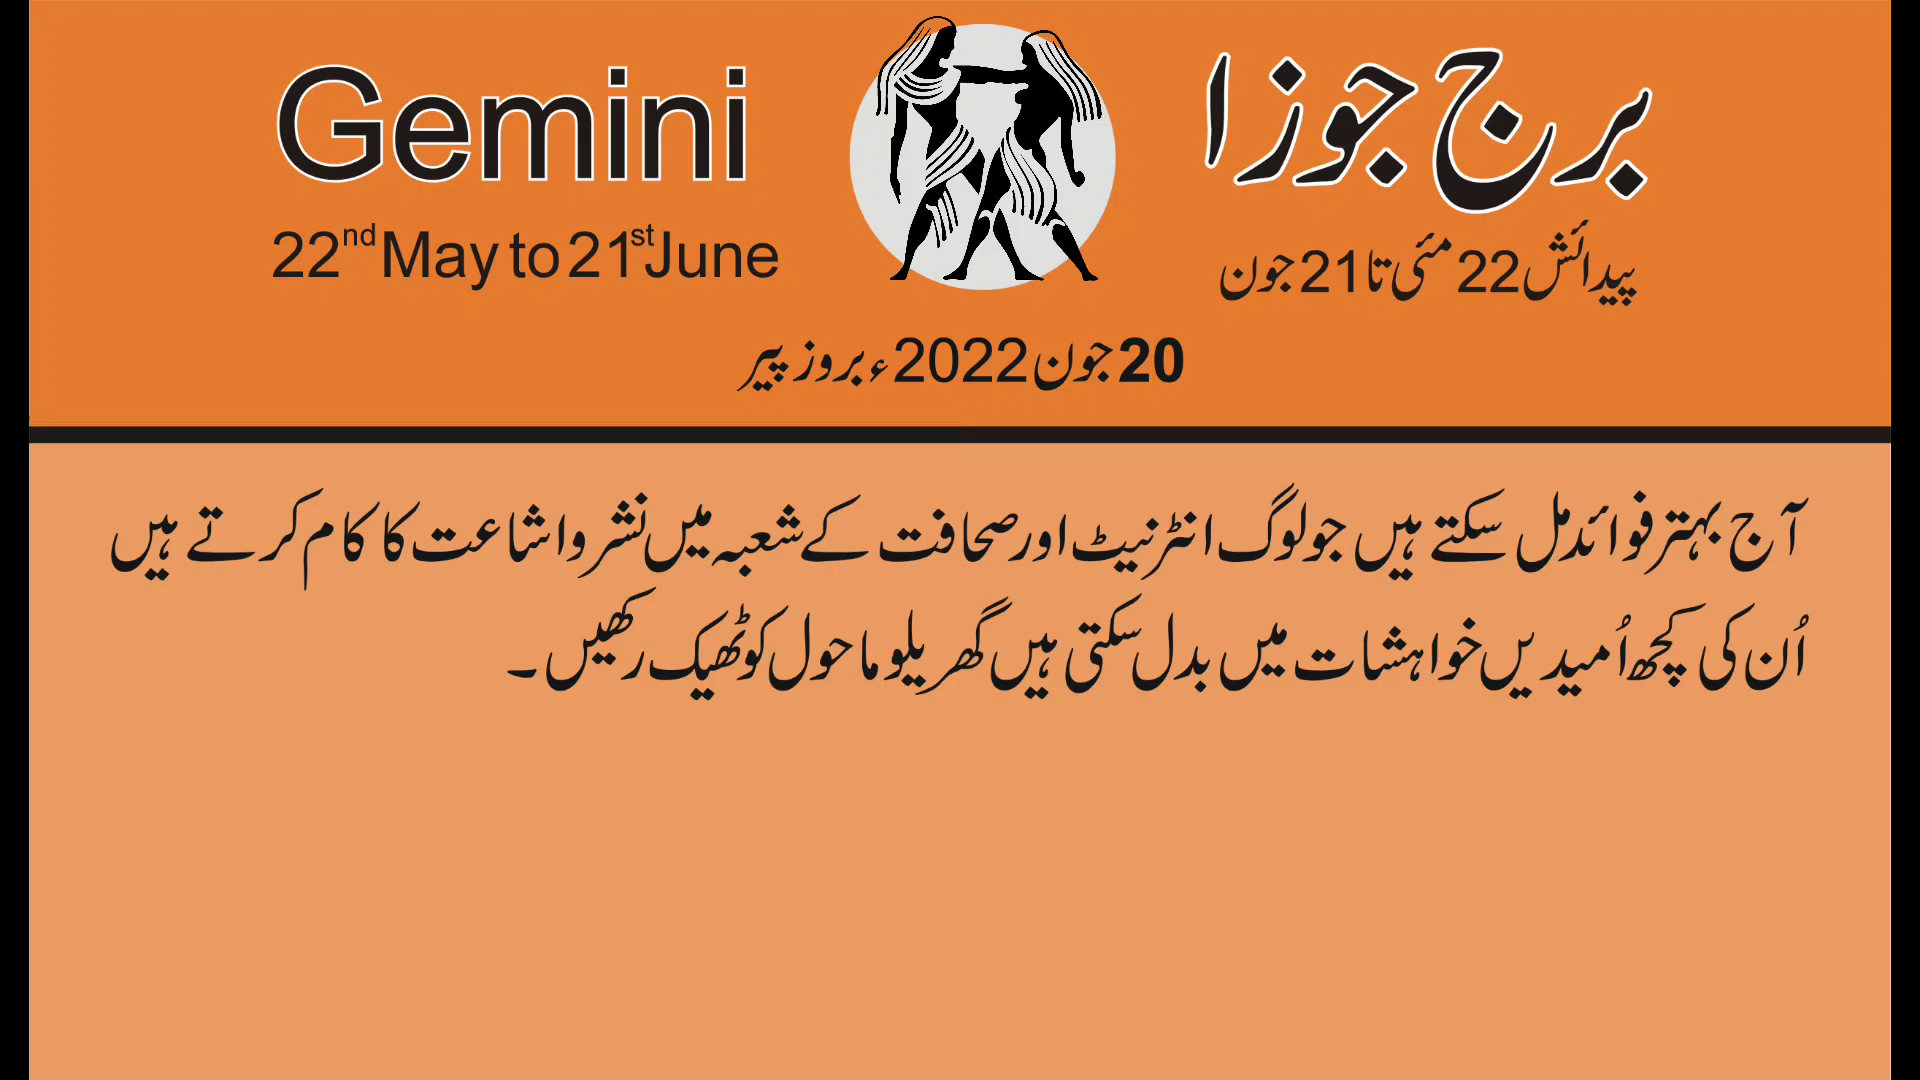 Gemini
برج جوزا
22nd May to 21st June
پیدائش 22 مئی تا 21 جون
20 جون 2022ء بروز پیر
آج بہتر فوائد مل سکتے ہیں جو لوگ انٹرنیٹ اور صحافت کے شعبہ میں نشر و اشاعت کا کام کرتے ہیں
اُن کی کچھ اُمیدیں خواہشات میں بدل سکتی ہیں گھریلو ماحول کو ٹھیک رکھیں۔